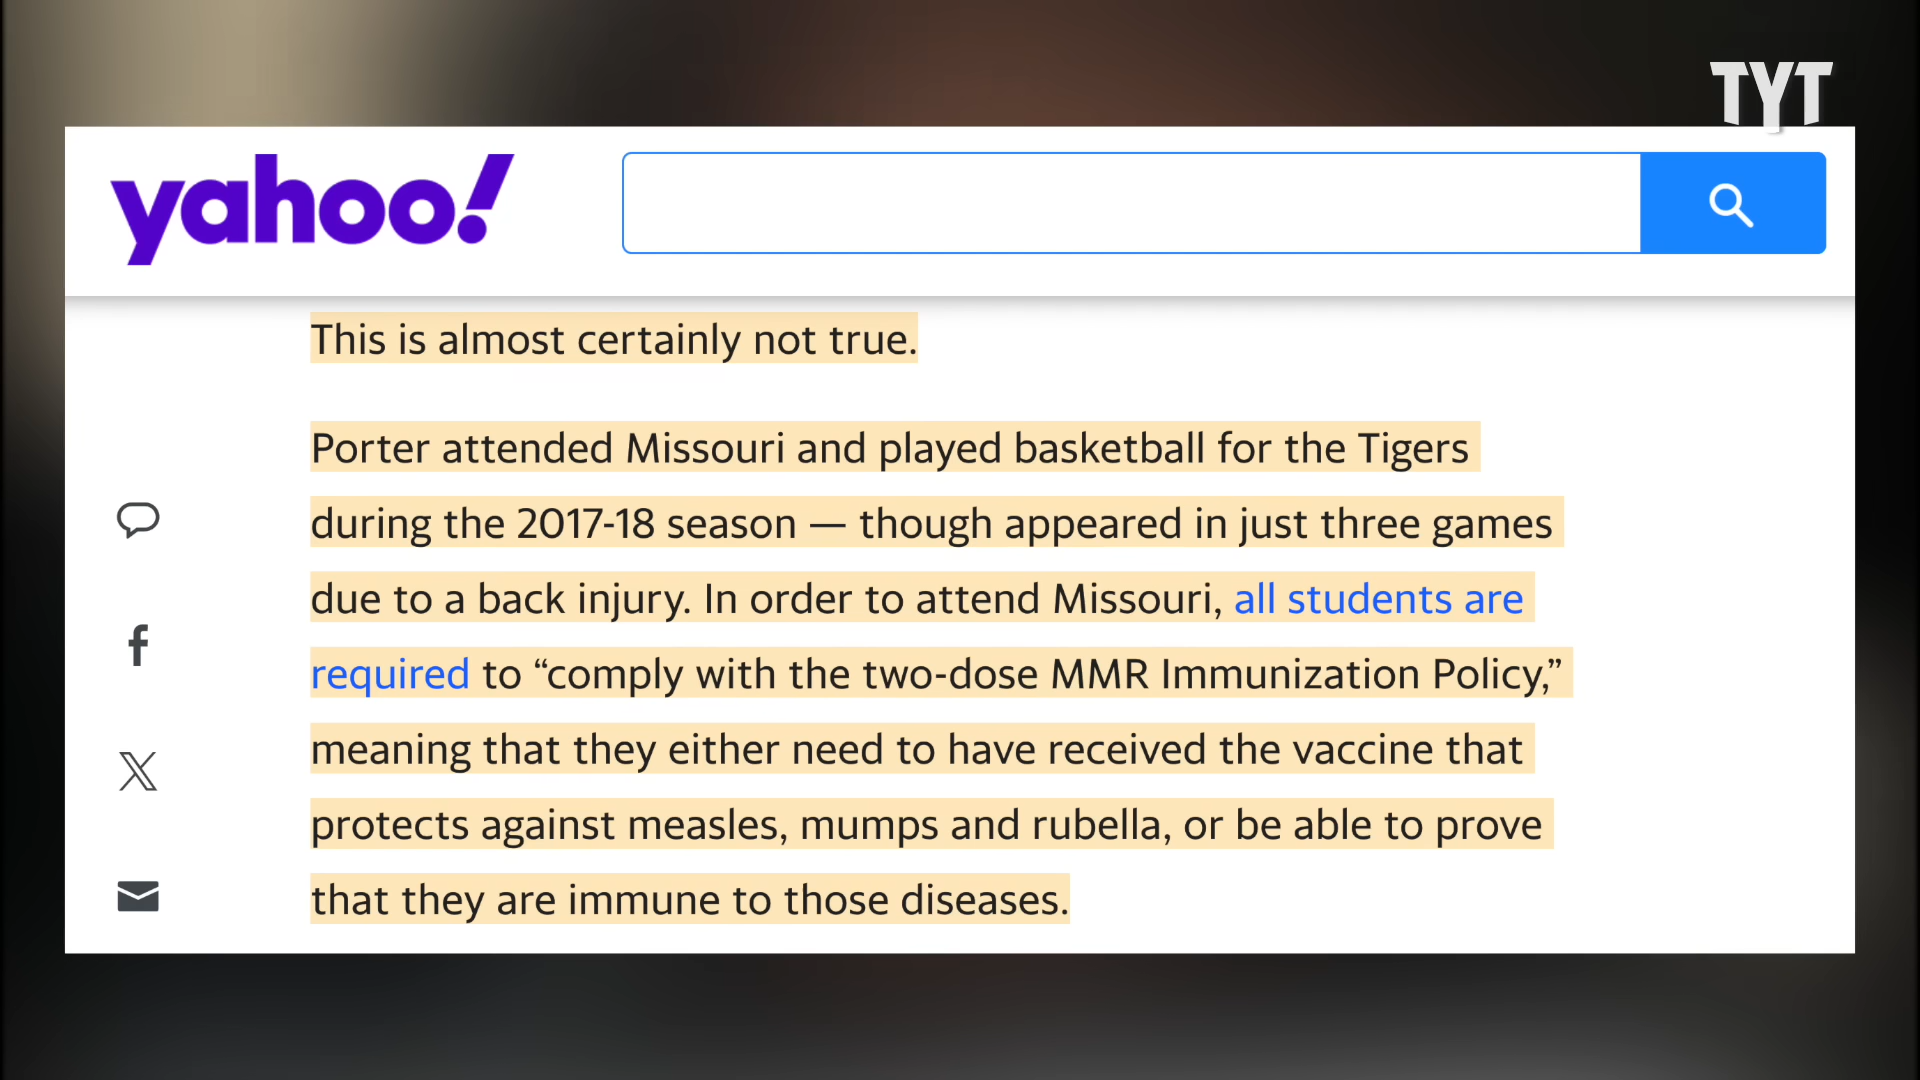 TYT
yahoo!
This is almost certainly not true.
Porter attended Missouri and played basketball for the Tigers
during the 2017-18 season — though appeared in just three games
due to a back injury. In order to attend Missouri, all students are
required to “comply with the two-dose MMR Immunization Policy,”
meaning that they either need to have received the vaccine that
protects against measles, mumps and rubella, or be able to prove
that they are immune to those diseases.